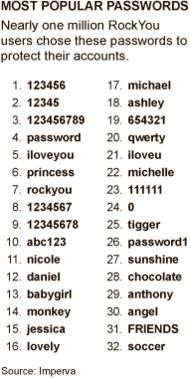 MOST POPULAR PASSWORDS
Nearly one million RockYou
users chose these passwords to
protect their accounts.
1. 123456
2. 12345
3. 123456789
4. password
5. iloveyou
6. princess
7. rockyou
8. 1234567
9. 12345678
10. abc123
11. nicole
12. daniel
13. babygirl
14. monkey
15. jessica
16. lovely
17. michael
18. ashley
19. 654321
20. qwerty
21. iloveu
22. michelle
23. 111111
24. 0
25. tigger
26. password1
27. sunshine
28. chocolate
29. anthony
30. angel
31. FRIENDS
32. soccer
Source: Imperva